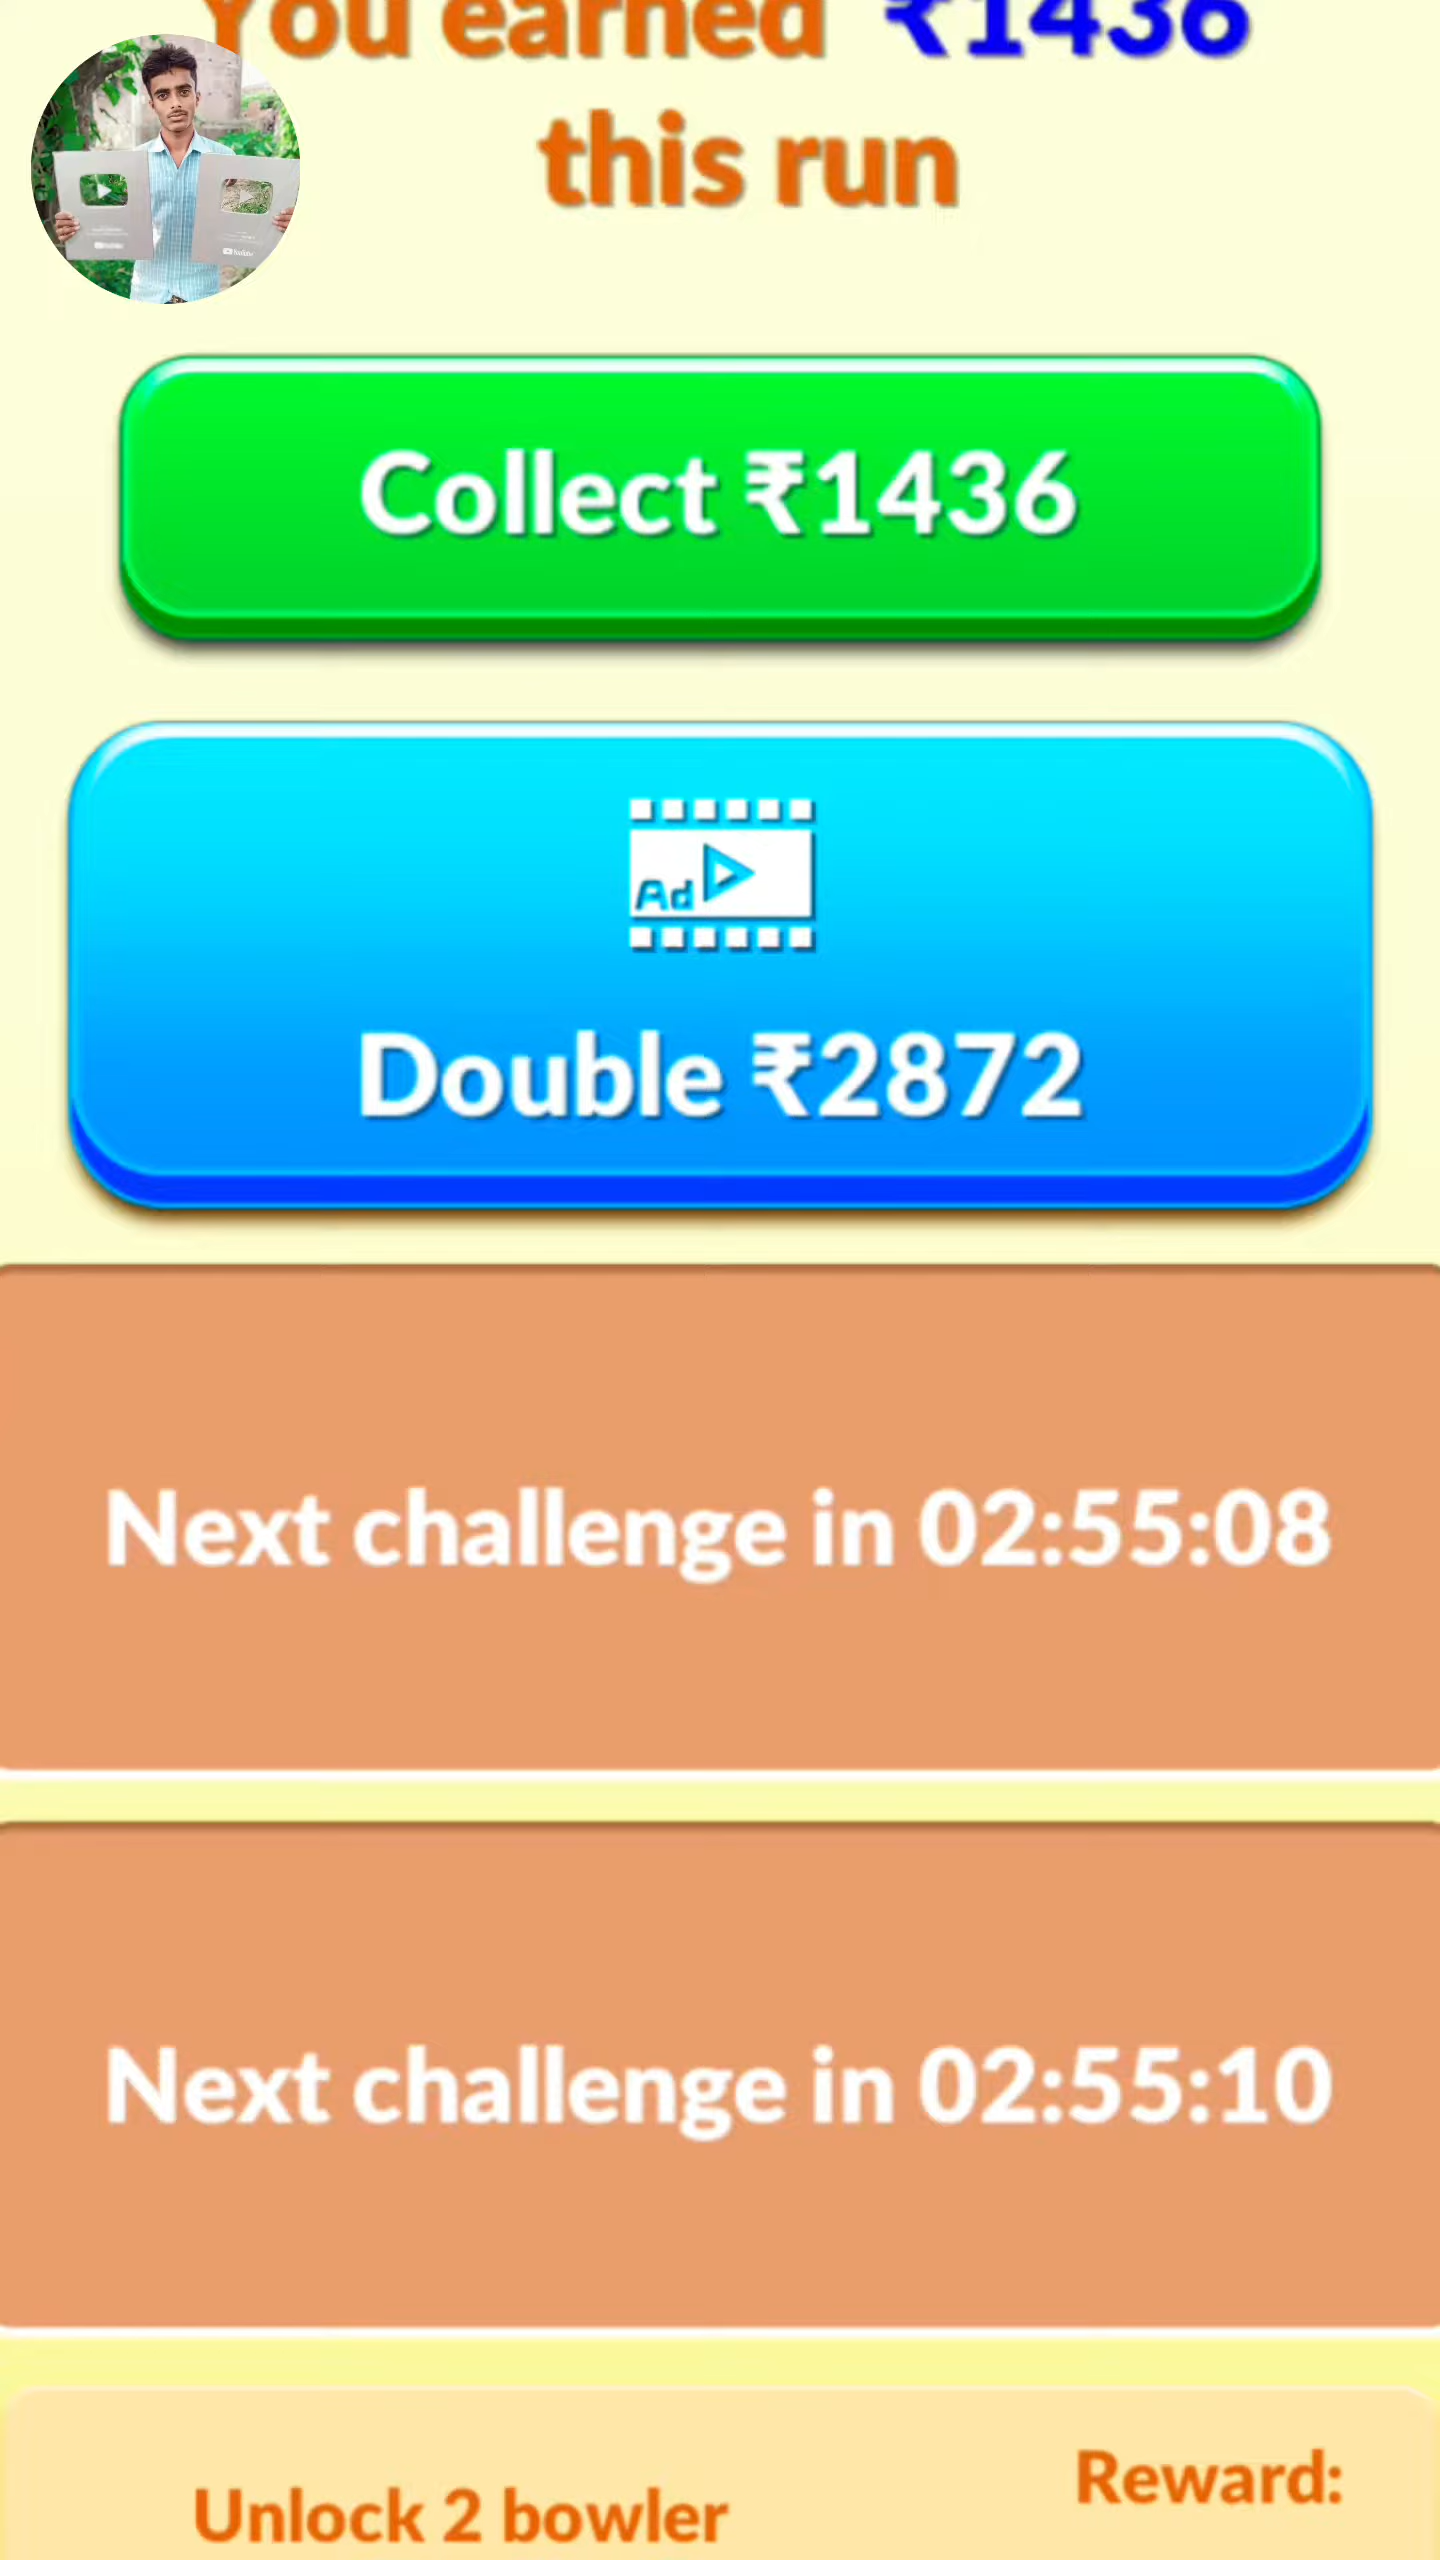 You earned ₹1436
this run
Collect ₹1436
Ad
Double ₹2872
Next challenge in 02:55:08
Next challenge in 02:55:10
Reward:
Unlock 2 bowler